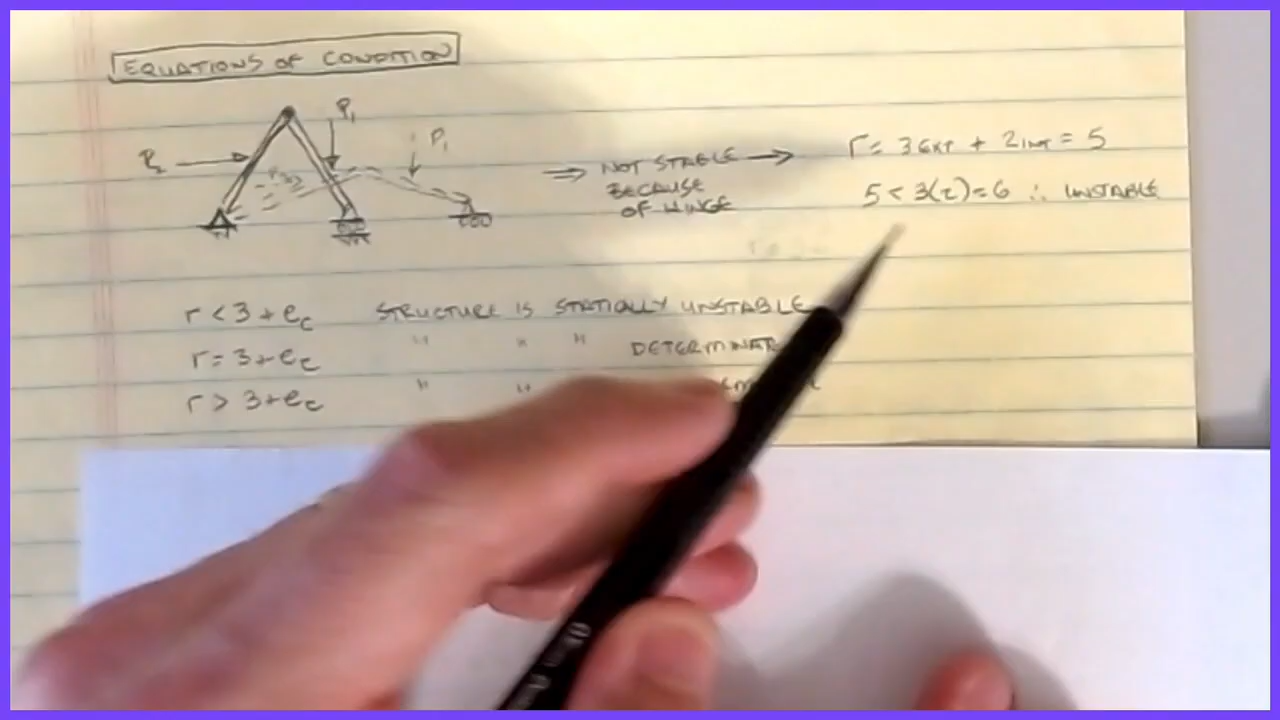 EQUATIONS OF CONDITION
P₁
P₁
P₂
⇒ NOT STABLE →
BECAUSE
OF HINGE
r = 3 EXT + 2 INT = 5
5 < 3(2) = 6 ∴ UNSTABLE
r < 3 + ec STRUCTURE IS STATICALLY UNSTABLE
r = 3 + ec " " " DETERMINATE
r > 3 + ec " "